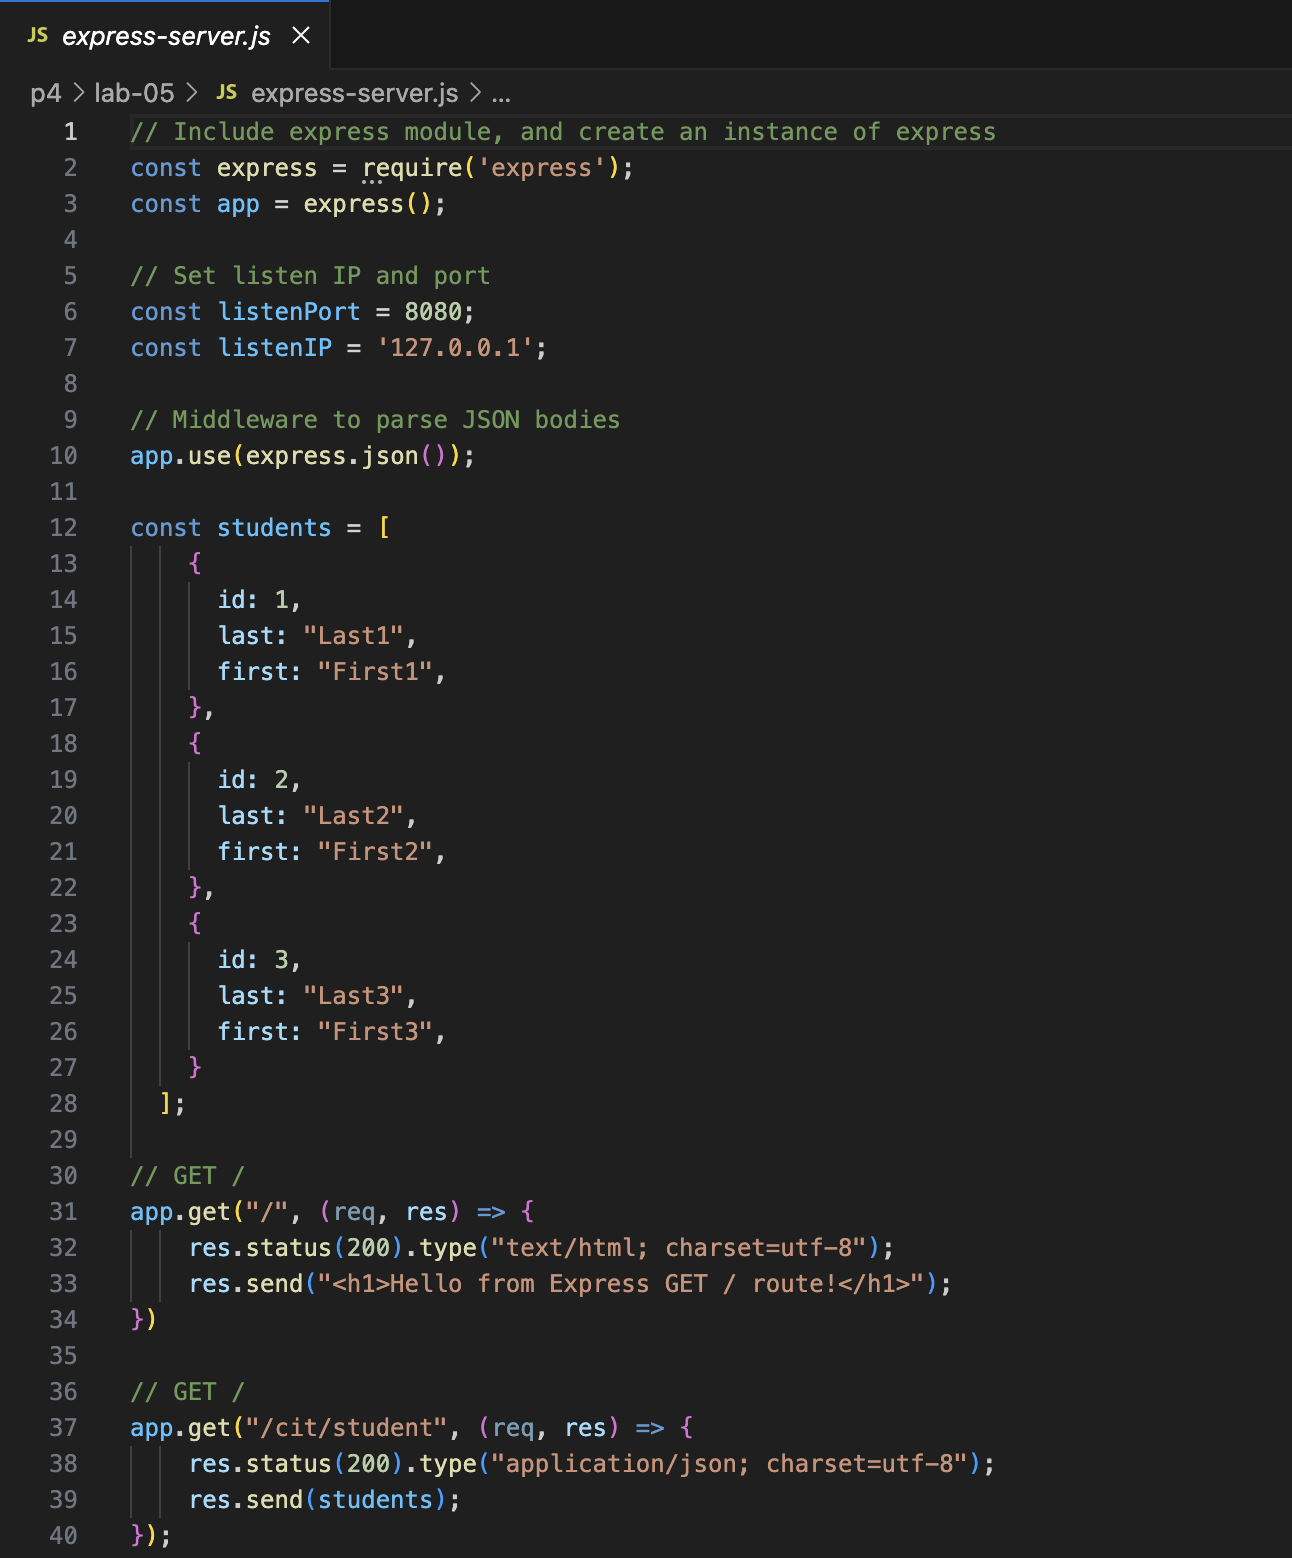 JS express-server.js ×
p4 > lab-05 > JS express-server.js > ...
1 // Include express module, and create an instance of express
2 const express = require('express');
3 const app = express();
4
5 // Set listen IP and port
6 const listenPort = 8080;
7 const listenIP = '127.0.0.1';
8
9 // Middleware to parse JSON bodies
10 app.use(express.json());
11
12 const students = [
13     {
14       id: 1,
15       last: "Last1",
16       first: "First1",
17     },
18     {
19       id: 2,
20       last: "Last2",
21       first: "First2",
22     },
23     {
24       id: 3,
25       last: "Last3",
26       first: "First3",
27     }
28   ];
29
30 // GET /
31 app.get("/", (req, res) => {
32     res.status(200).type("text/html; charset=utf-8");
33     res.send("<h1>Hello from Express GET / route!</h1>");
34 })
35
36 // GET /
37 app.get("/cit/student", (req, res) => {
38     res.status(200).type("application/json; charset=utf-8");
39     res.send(students);
40 });